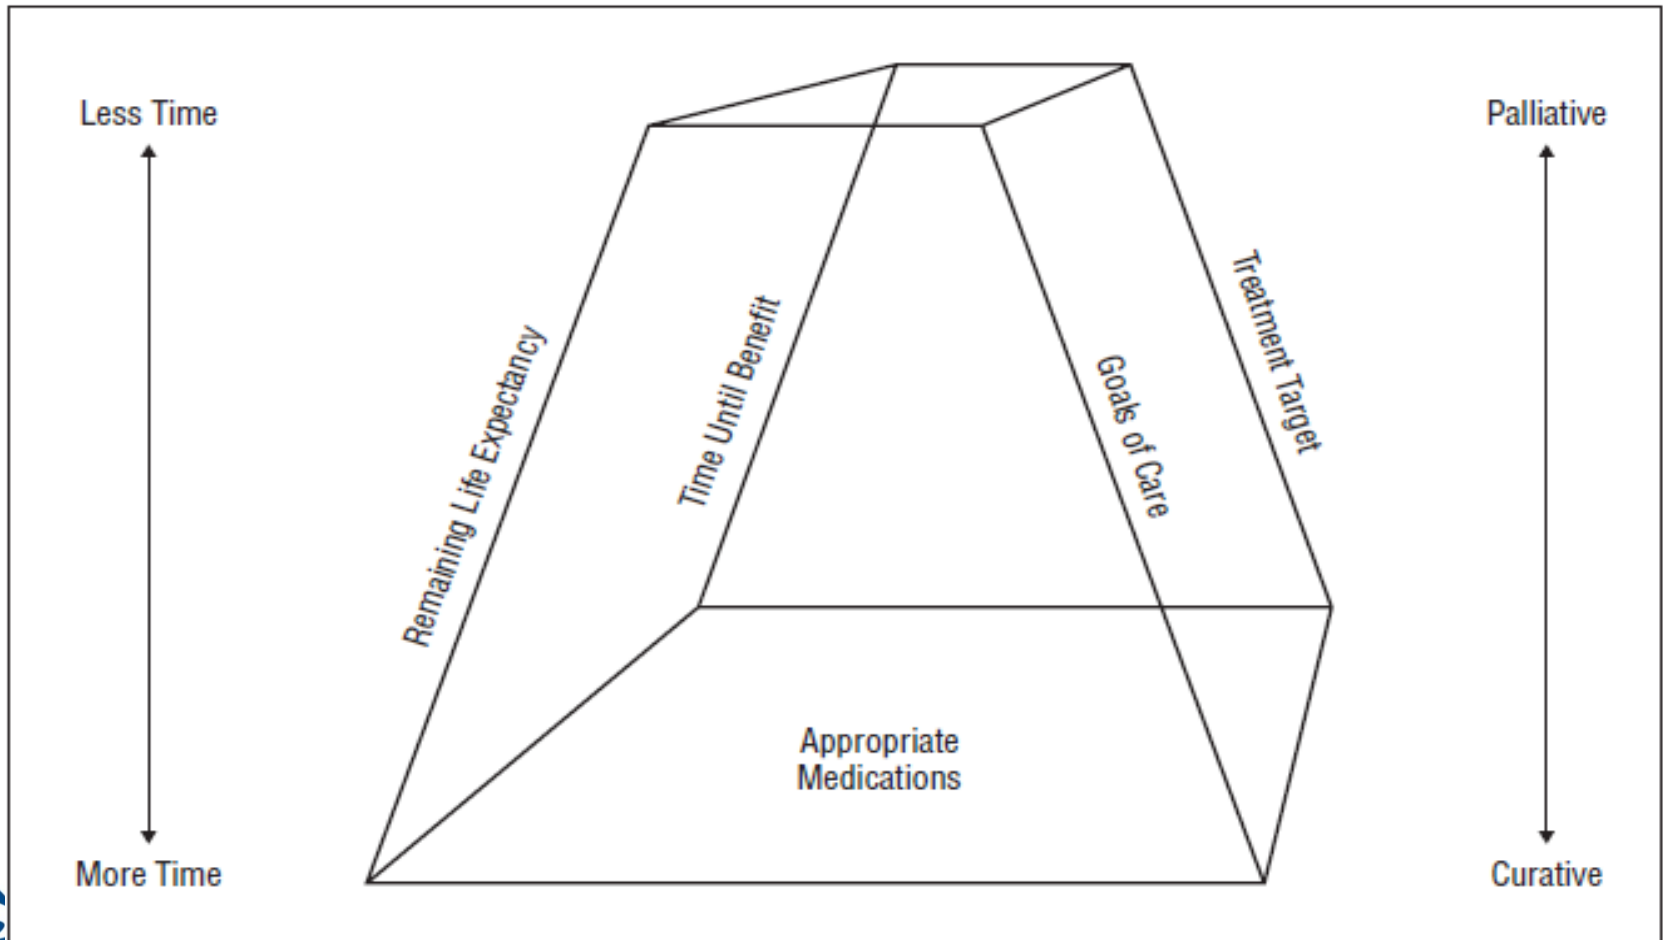 Less Time
Palliative
Remaining Life Expectancy
Time Until Benefit
Goals of Care
Treatment Target
Appropriate
Medications
More Time
Curative